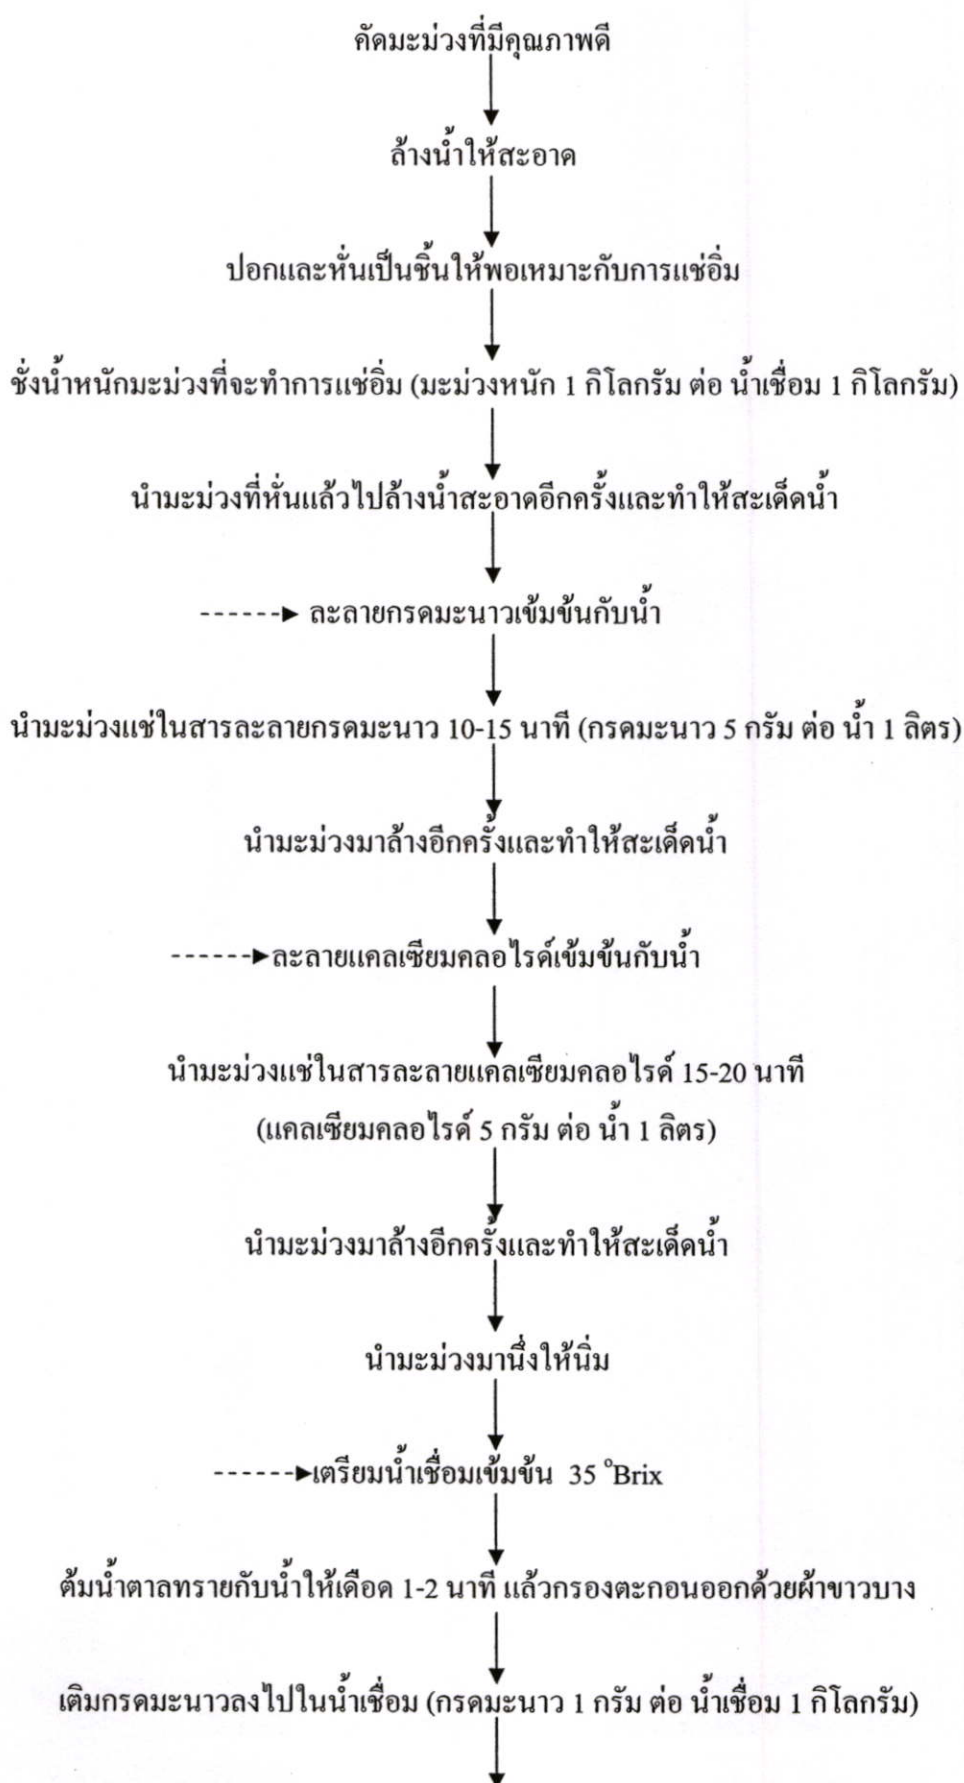 คัดมะม่วงที่มีคุณภาพดี
ล้างน้ำให้สะอาด
ปอกและหั่นเป็นชิ้นให้พอเหมาะกับการแช่อิ่ม
ชั่งน้ำหนักมะม่วงที่จะทำการแช่อิ่ม (มะม่วงหนัก 1 กิโลกรัม ต่อ น้ำเชื่อม 1 กิโลกรัม)
นำมะม่วงที่หั่นแล้วไปล้างน้ำสะอาดอีกครั้งและทำให้สะเด็ดน้ำ
ละลายกรดมะนาวเข้มข้นกับน้ำ
นำมะม่วงแช่ในสารละลายกรดมะนาว 10-15 นาที (กรดมะนาว 5 กรัม ต่อ น้ำ 1 ลิตร)
นำมะม่วงมาล้างอีกครั้งและทำให้สะเด็ดน้ำ
ละลายแคลเซียมคลอไรด์เข้มข้นกับน้ำ
นำมะม่วงแช่ในสารละลายแคลเซียมคลอไรด์ 15-20 นาที
(แคลเซียมคลอไรด์ 5 กรัม ต่อ น้ำ 1 ลิตร)
นำมะม่วงมาล้างอีกครั้งและทำให้สะเด็ดน้ำ
นำมะม่วงมานึ่งให้นิ่ม
เตรียมน้ำเชื่อมเข้มข้น 35 °Brix
ต้มน้ำตาลทรายกับน้ำให้เดือด 1-2 นาที แล้วกรองตะกอนออกด้วยผ้าขาวบาง
เติมกรดมะนาวลงไปในน้ำเชื่อม (กรดมะนาว 1 กรัม ต่อ น้ำเชื่อม 1 กิโลกรัม)